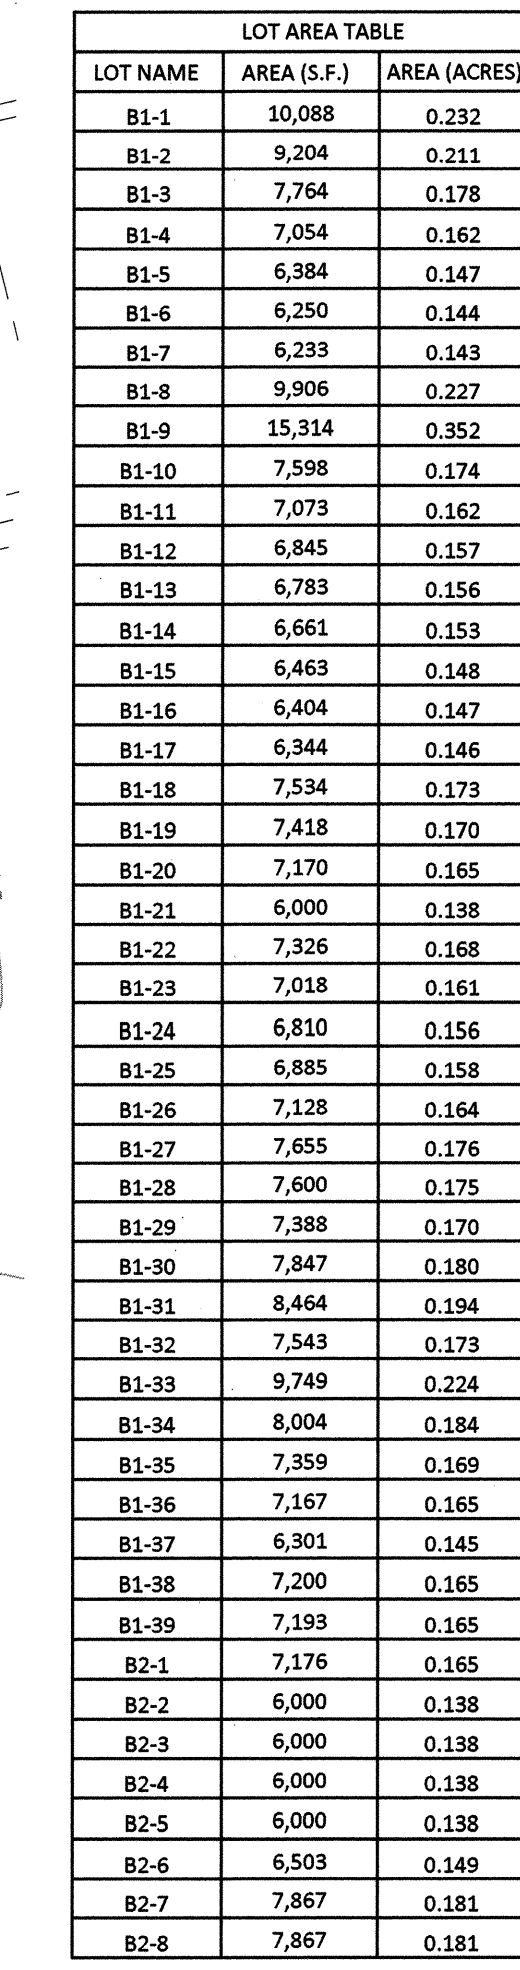 LOT AREA TABLE
LOT NAME AREA (S.F.) AREA (ACRES)
B1-1 10,088 0.232
B1-2 9,204 0.211
B1-3 7,764 0.178
B1-4 7,054 0.162
B1-5 6,384 0.147
B1-6 6,250 0.144
B1-7 6,233 0.143
B1-8 9,906 0.227
B1-9 15,314 0.352
B1-10 7,598 0.174
B1-11 7,073 0.162
B1-12 6,845 0.157
B1-13 6,783 0.156
B1-14 6,661 0.153
B1-15 6,463 0.148
B1-16 6,404 0.147
B1-17 6,344 0.146
B1-18 7,534 0.173
B1-19 7,418 0.170
B1-20 7,170 0.165
B1-21 6,000 0.138
B1-22 7,326 0.168
B1-23 7,018 0.161
B1-24 6,810 0.156
B1-25 6,885 0.158
B1-26 7,128 0.164
B1-27 7,655 0.176
B1-28 7,600 0.175
B1-29 7,388 0.170
B1-30 7,847 0.180
B1-31 8,464 0.194
B1-32 7,543 0.173
B1-33 9,749 0.224
B1-34 8,004 0.184
B1-35 7,359 0.169
B1-36 7,167 0.165
B1-37 6,301 0.145
B1-38 7,200 0.165
B1-39 7,193 0.165
B2-1 7,176 0.165
B2-2 6,000 0.138
B2-3 6,000 0.138
B2-4 6,000 0.138
B2-5 6,000 0.138
B2-6 6,503 0.149
B2-7 7,867 0.181
B2-8 7,867 0.181